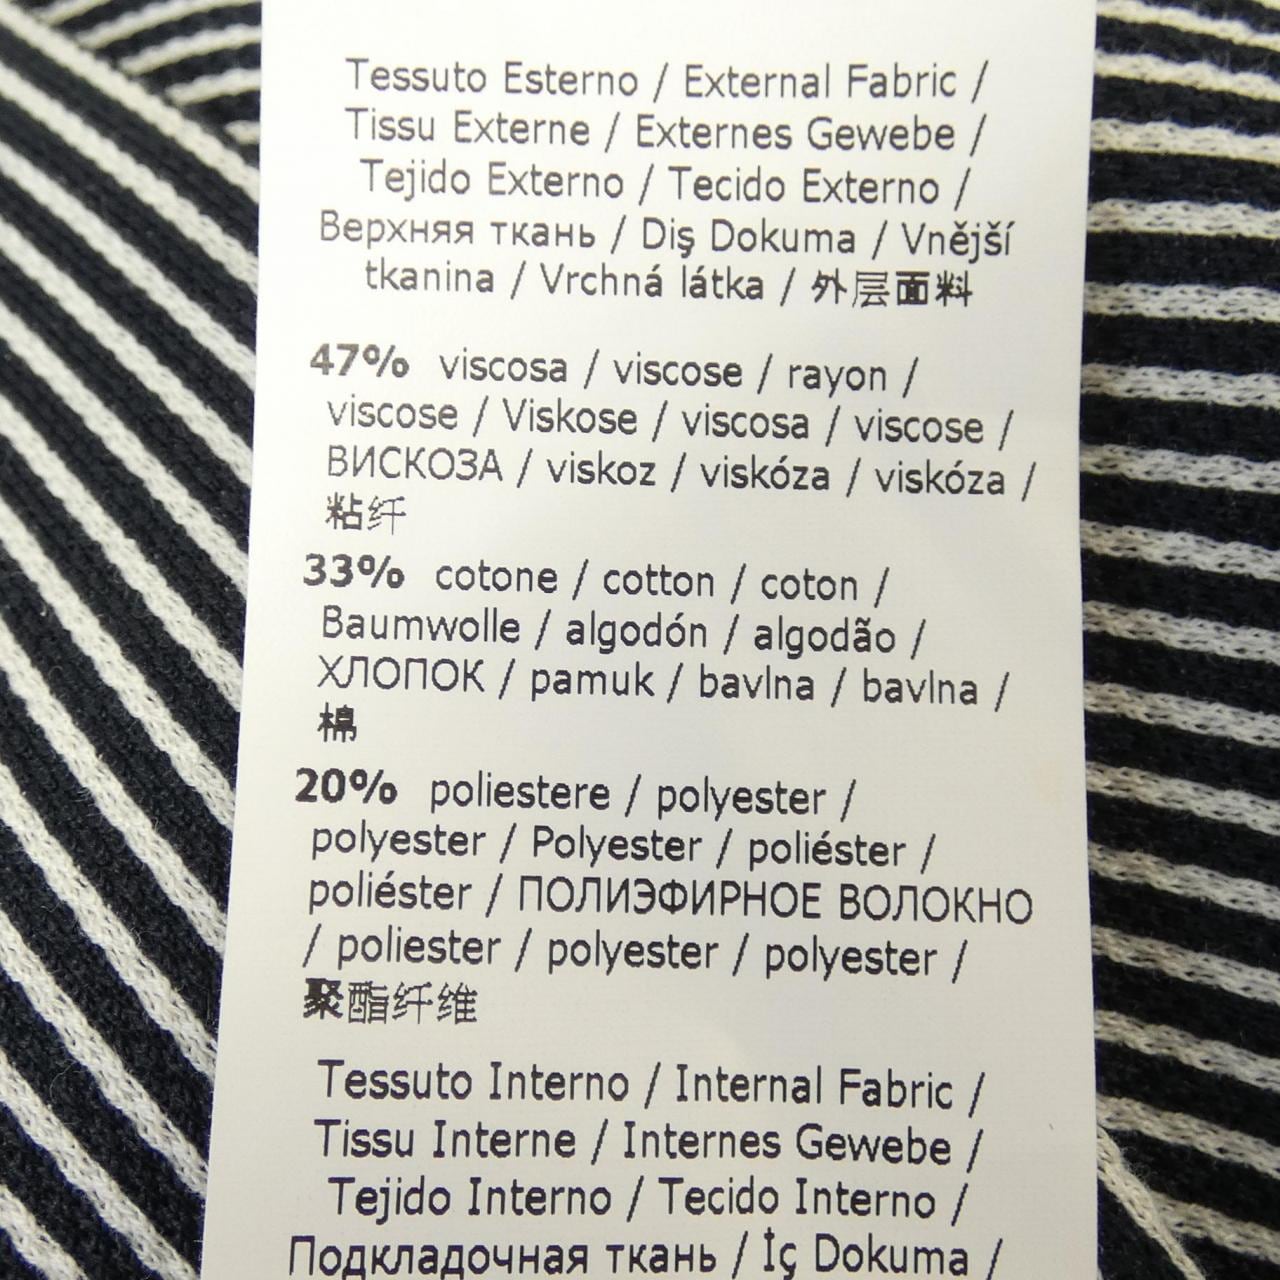 Tessuto Esterno / External Fabric /
Tissu Externe / Externes Gewebe /
Tejido Externo / Tecido Externo /
Верхняя ткань / Diş Dokuma / Vnější
tkanina / Vrchná látka / 外层面料
47% viscosa / viscose / rayon /
viscose / Viskose / viscosa / viscose /
ВИСКОЗА / viskoz / viskóza / viskóza /
粘纤
33% cotone / cotton / coton /
Baumwolle / algodón / algodão /
ХЛОПОК / pamuk / bavlna / bavlna /
棉
20% poliestere / polyester /
polyester / Polyester / poliéster /
poliéster / ПОЛИЭФИРНОЕ ВОЛОКНО
/ poliester / polyester / polyester /
聚酯纤维
Tessuto Interno / Internal Fabric /
Tissu Interne / Internes Gewebe /
Tejido Interno / Tecido Interno /
Подкладочная ткань / İç Dokuma /